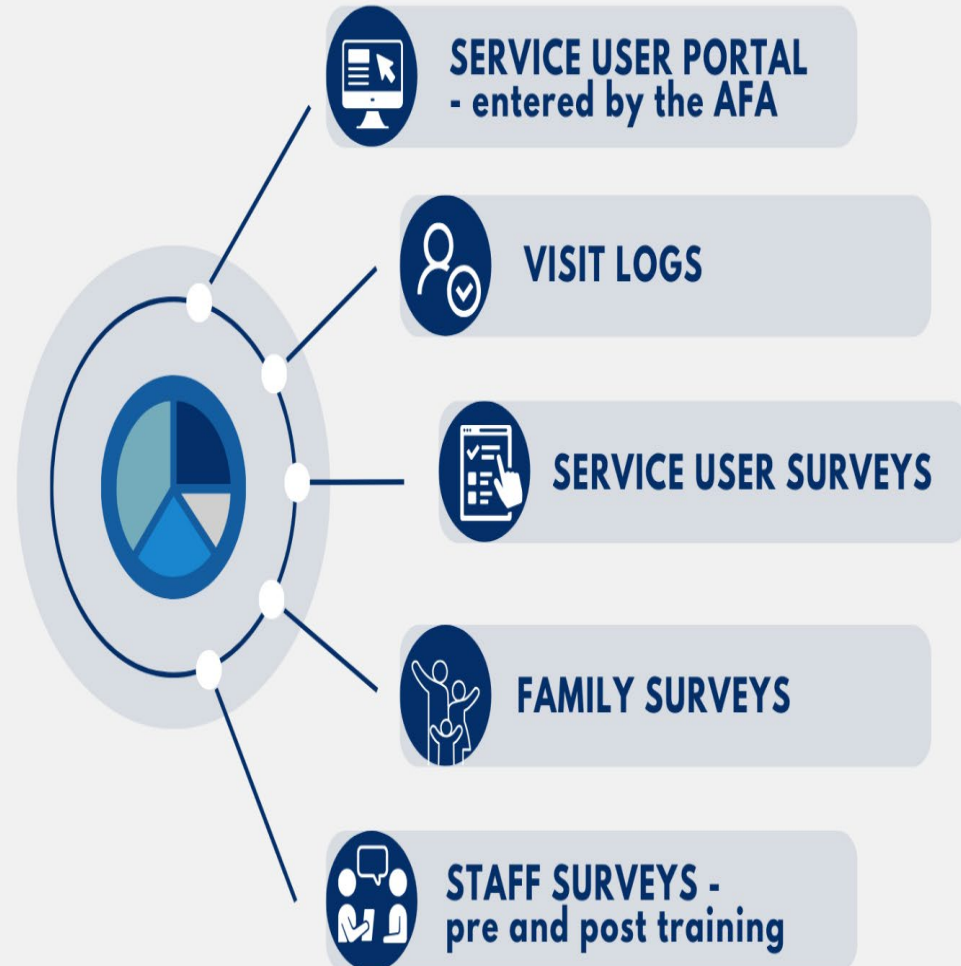 SERVICE USER PORTAL
- entered by the AFA
VISIT LOGS
SERVICE USER SURVEYS
FAMILY SURVEYS
STAFF SURVEYS -
pre and post training